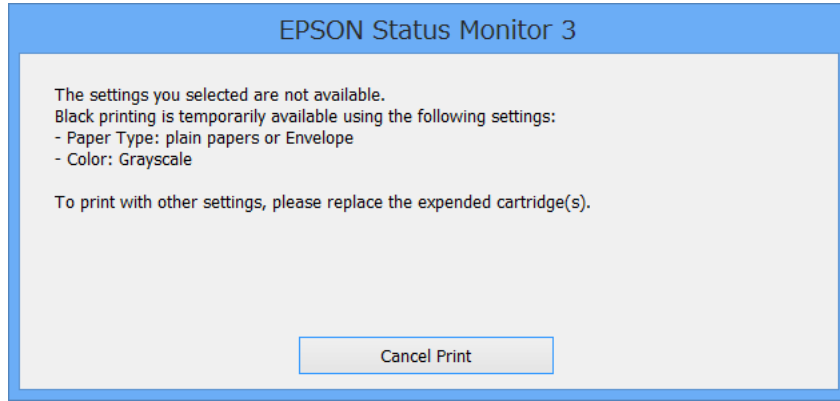 EPSON Status Monitor 3
The settings you selected are not available.
Black printing is temporarily available using the following settings:
- Paper Type: plain papers or Envelope
- Color: Grayscale
To print with other settings, please replace the expended cartridge(s).
Cancel Print